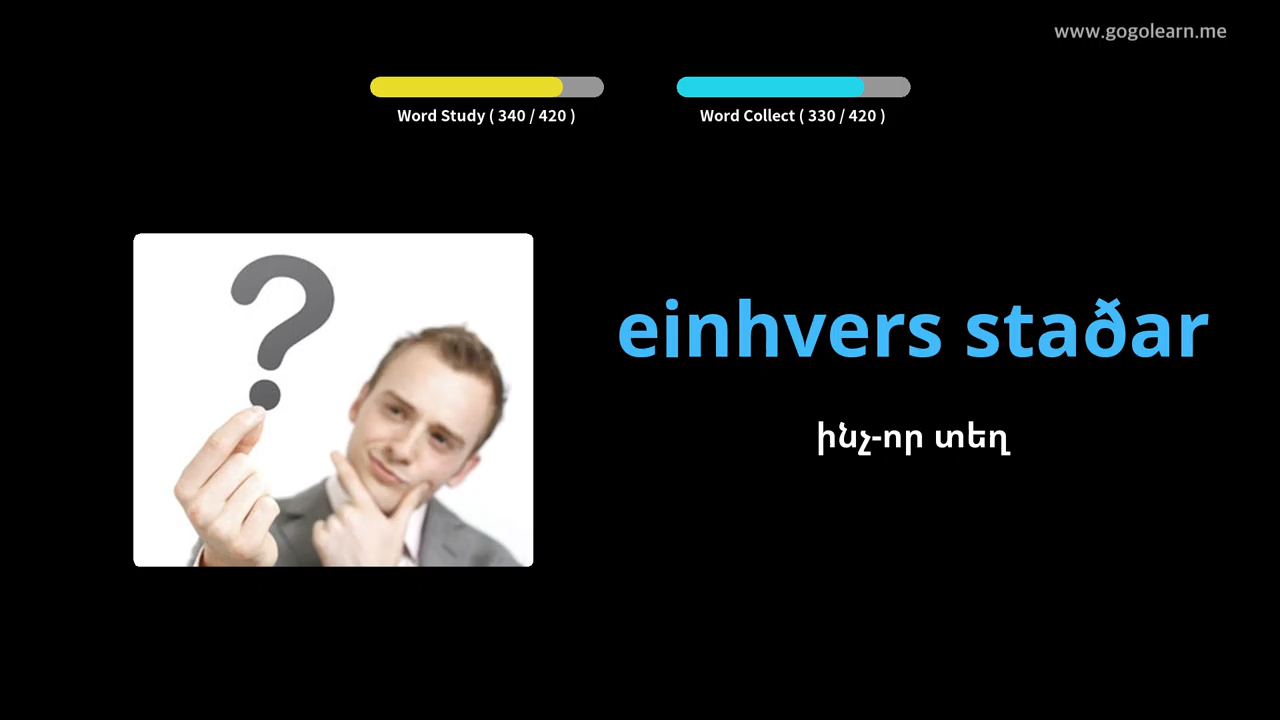 www.gogolearn.me
Word Study ( 340 / 420 )
Word Collect ( 330 / 420 )
einhvers staðar
ինչ-որ տեղ